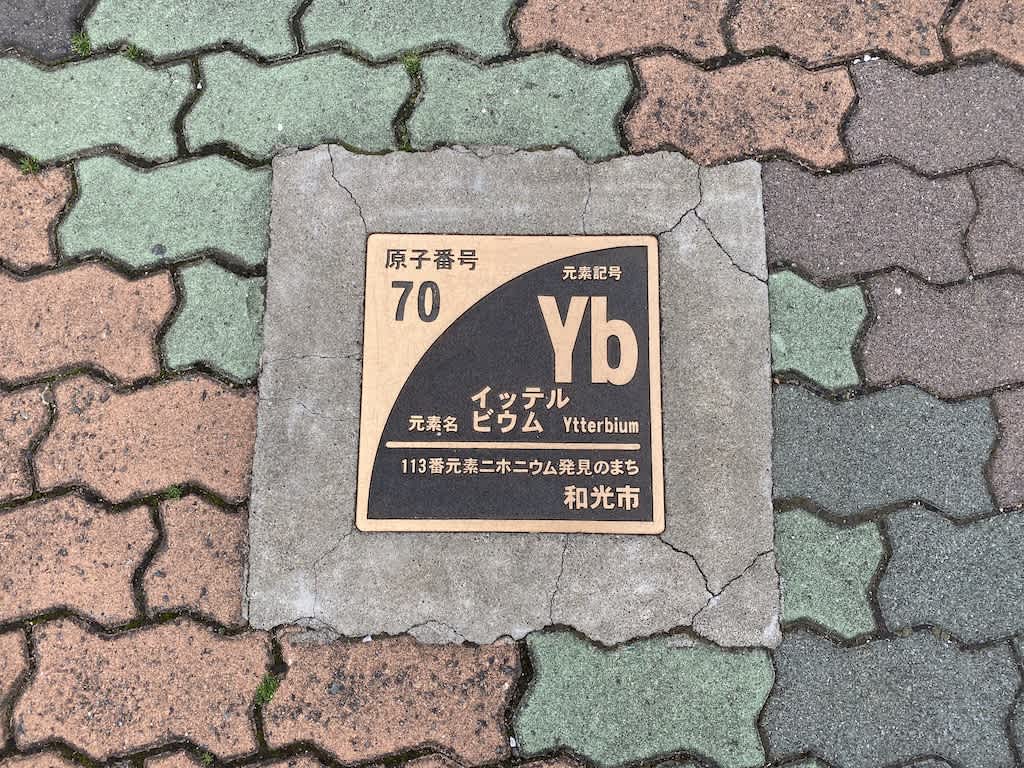 原子番号
70
元素記号
Yb
イッテル
元素名 ビウム Ytterbium
113番元素ニホニウム発見のまち
和光市